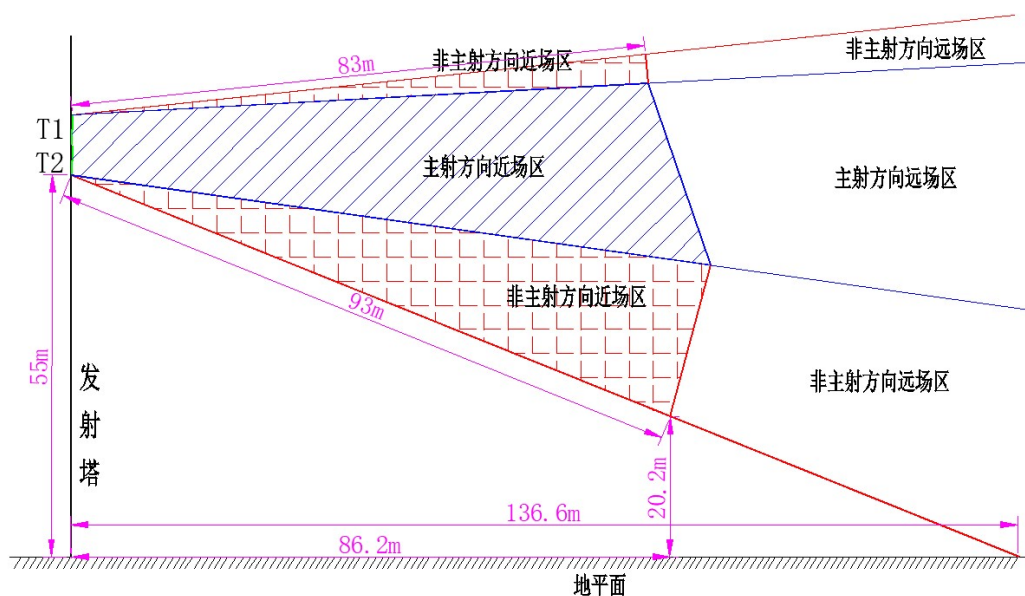 非主射方向近场区
非主射方向远场区
83m
T1
T2
主射方向近场区
主射方向远场区
非主射方向近场区
93m
55m
非主射方向远场区
发射塔
20.2m
136.6m
86.2m
地平面